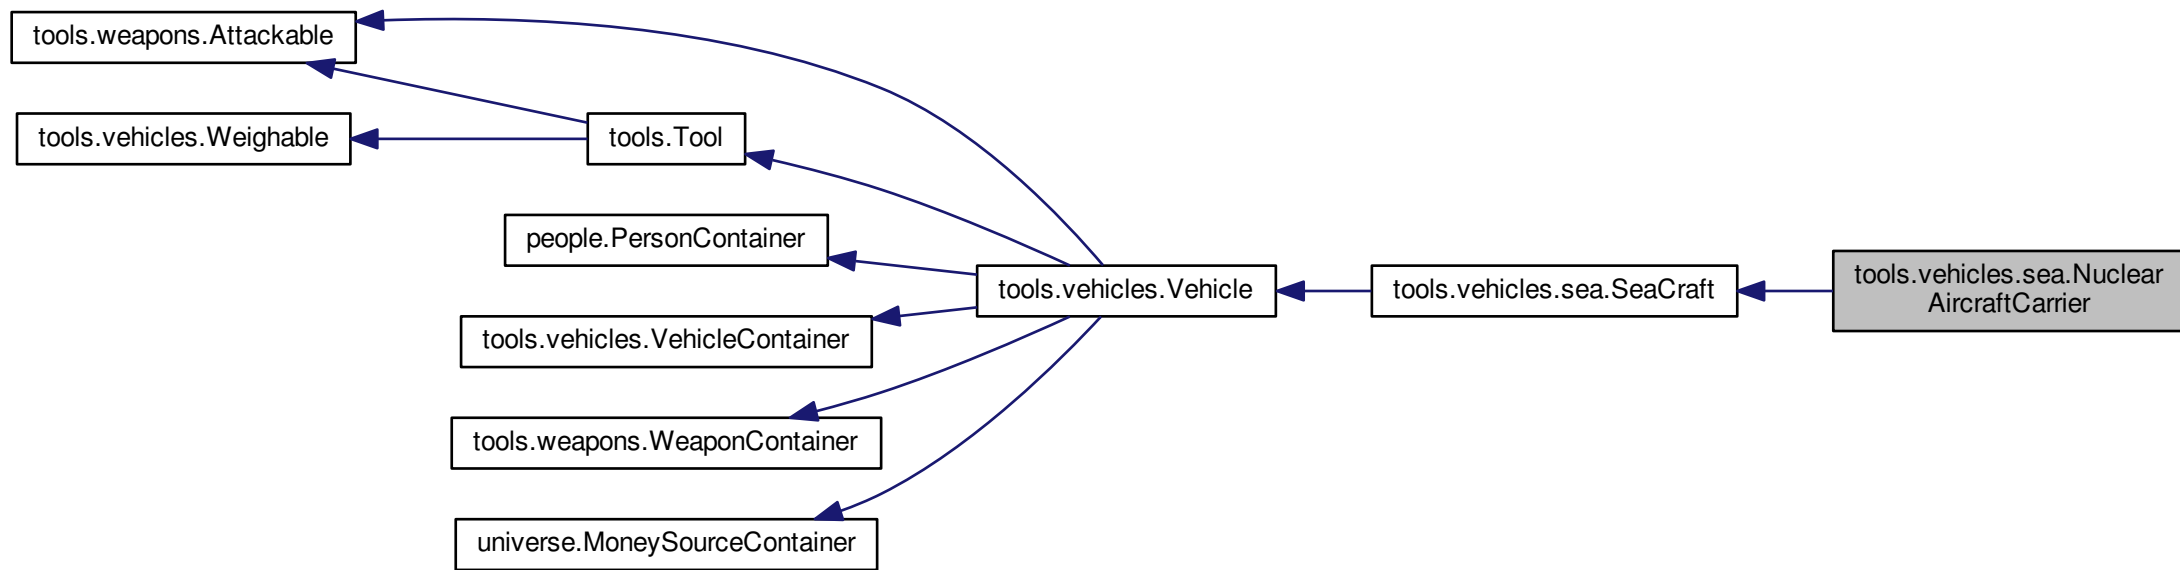 tools.weapons.Attackable
tools.vehicles.Weighable
tools.Tool
people.PersonContainer
tools.vehicles.VehicleContainer
tools.weapons.WeaponContainer
universe.MoneySourceContainer
tools.vehicles.Vehicle
tools.vehicles.sea.SeaCraft
tools.vehicles.sea.Nuclear
AircraftCarrier